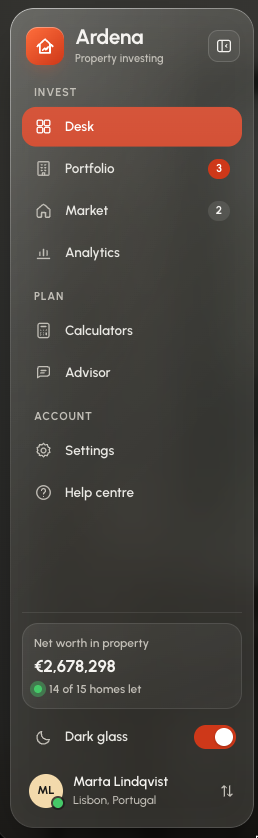 Ardena
Property investing
INVEST
Desk
Portfolio 3
Market 2
Analytics
PLAN
Calculators
Advisor
ACCOUNT
Settings
Help centre
Net worth in property
€2,678,298
14 of 15 homes let
Dark glass
ML
Marta Lindqvist
Lisbon, Portugal